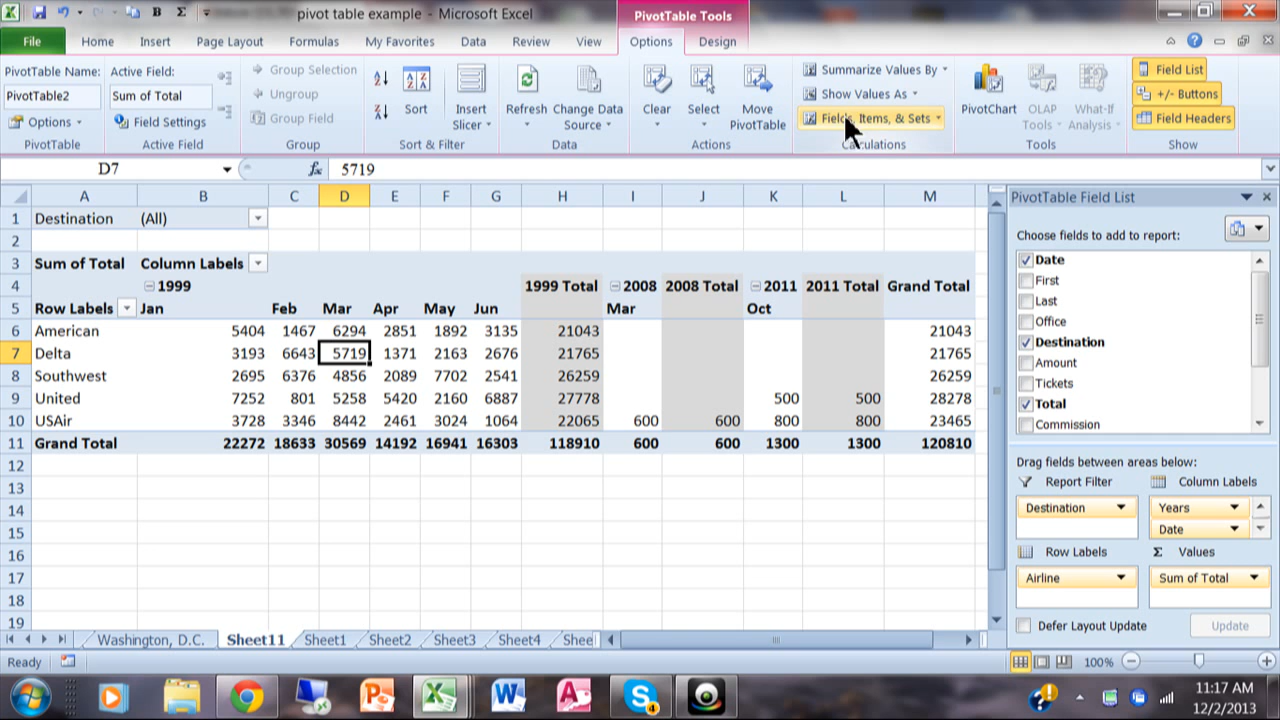 pivot table example - Microsoft Excel
PivotTable Tools
File Home Insert Page Layout Formulas My Favorites Data Review View Options Design
PivotTable Name:
PivotTable2
Options
PivotTable
Active Field:
Sum of Total
Field Settings
Active Field
Group Selection
Ungroup
Group Field
Group
Sort
Insert Slicer
Sort & Filter
Refresh
Change Data Source
Data
Clear
Select
Move PivotTable
Actions
Summarize Values By
Show Values As
Fields, Items, & Sets
Calculations
PivotChart
OLAP Tools
What-If Analysis
Tools
Field List
+/- Buttons
Field Headers
Show
D7 fx 5719
A B C D E F G H I J K L M
1 Destination (All)
2
3 Sum of Total Column Labels
4 1999 1999 Total 2008 2008 Total 2011 2011 Total Grand Total
5 Row Labels Jan Feb Mar Apr May Jun Mar Oct
6 American 5404 1467 6294 2851 1892 3135 21043 21043
7 Delta 3193 6643 5719 1371 2163 2676 21765 21765
8 Southwest 2695 6376 4856 2089 7702 2541 26259 26259
9 United 7252 801 5258 5420 2160 6887 27778 500 500 28278
10 USAir 3728 3346 8442 2461 3024 1064 22065 600 600 800 800 23465
11 Grand Total 22272 18633 30569 14192 16941 16303 118910 600 600 1300 1300 120810
12
13
14
15
16
17
18
19
PivotTable Field List
Choose fields to add to report:
Date
First
Last
Office
Destination
Amount
Tickets
Total
Commission
Drag fields between areas below:
Report Filter Column Labels
Destination Years
Date
Row Labels Σ Values
Airline Sum of Total
Defer Layout Update Update
Washington, D.C. Sheet11 Sheet1 Sheet2 Sheet3 Sheet4 Shee
Ready 100%
11:17 AM
12/2/2013